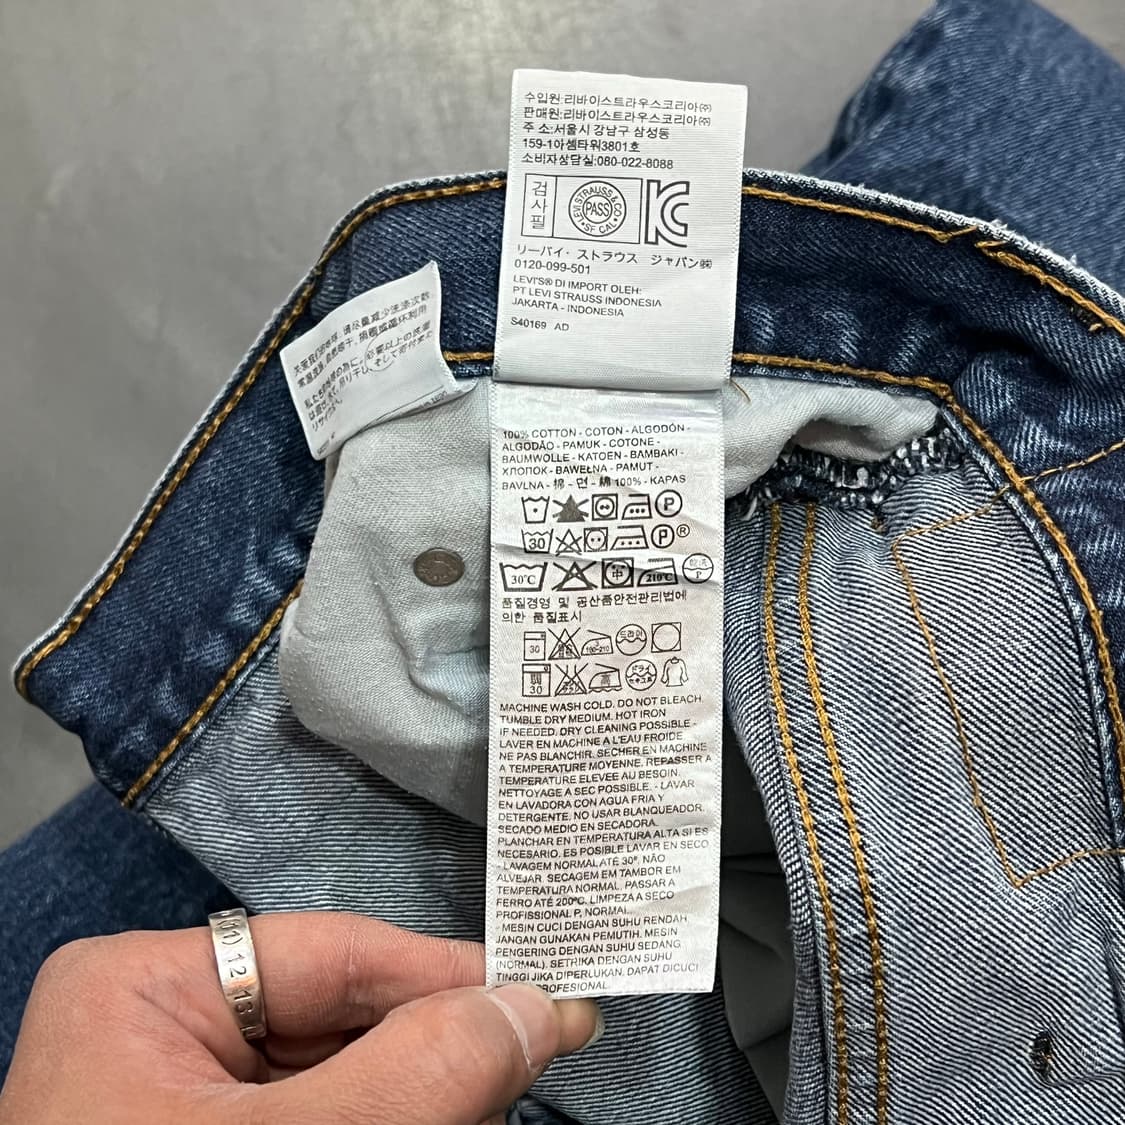 수입원:리바이스트라우스코리아㈜
판매원:리바이스트라우스코리아㈜
주 소:서울시 강남구 삼성동
159-1아셈타워3801호
소비자상담실:080-022-8088
검사필
LEVI STRAUSS & CO
PASS
SF CAL
KC
リーバイ・ストラウス ジャパン㈱
0120-099-501
LEVI'S® DI IMPORT OLEH:
PT LEVI STRAUSS INDONESIA
JAKARTA - INDONESIA
S40169 AD
100% COTTON - COTON - ALGODÓN -
ALGODÃO - PAMUK - COTONE -
BAUMWOLLE - KATOEN - BAMBAKI -
ХЛОПОК - BAWEŁNA - PAMUT -
BAVLNA - 棉 - 면 - 綿 100% - KAPAS
P
30 P®
30°C 中 210°C P
품질경영 및 공산품안전관리법에
의한 품질표시
30 드라이
30 ドライ
MACHINE WASH COLD. DO NOT BLEACH.
TUMBLE DRY MEDIUM. HOT IRON
IF NEEDED. DRY CLEANING POSSIBLE -
LAVER EN MACHINE A L'EAU FROIDE
NE PAS BLANCHIR. SECHER EN MACHINE
A TEMPERATURE MOYENNE. REPASSER A
TEMPERATURE ELEVEE AU BESOIN.
NETTOYAGE A SEC POSSIBLE. - LAVAR
EN LAVADORA CON AGUA FRIA Y
DETERGENTE. NO USAR BLANQUEADOR.
SECADO MEDIO EN SECADORA.
PLANCHAR EN TEMPERATURA ALTA SI ES
NECESARIO. ES POSIBLE LAVAR EN SECO
LAVAGEM NORMAL ATÉ 30º. NÃO
ALVEJAR. SECAGEM EM TAMBOR EM
TEMPERATURA NORMAL. PASSAR A
FERRO ATÉ 200ºC. LIMPEZA A SECO
PROFISSIONAL P, NORMAL.
- MESIN CUCI DENGAN SUHU RENDAH
JANGAN GUNAKAN PEMUTIH. MESIN
PENGERING DENGAN SUHU SEDANG
(NORMAL). SETRIKA DENGAN SUHU
TINGGI JIKA DIPERLUKAN. DAPAT DICUCI
12 13